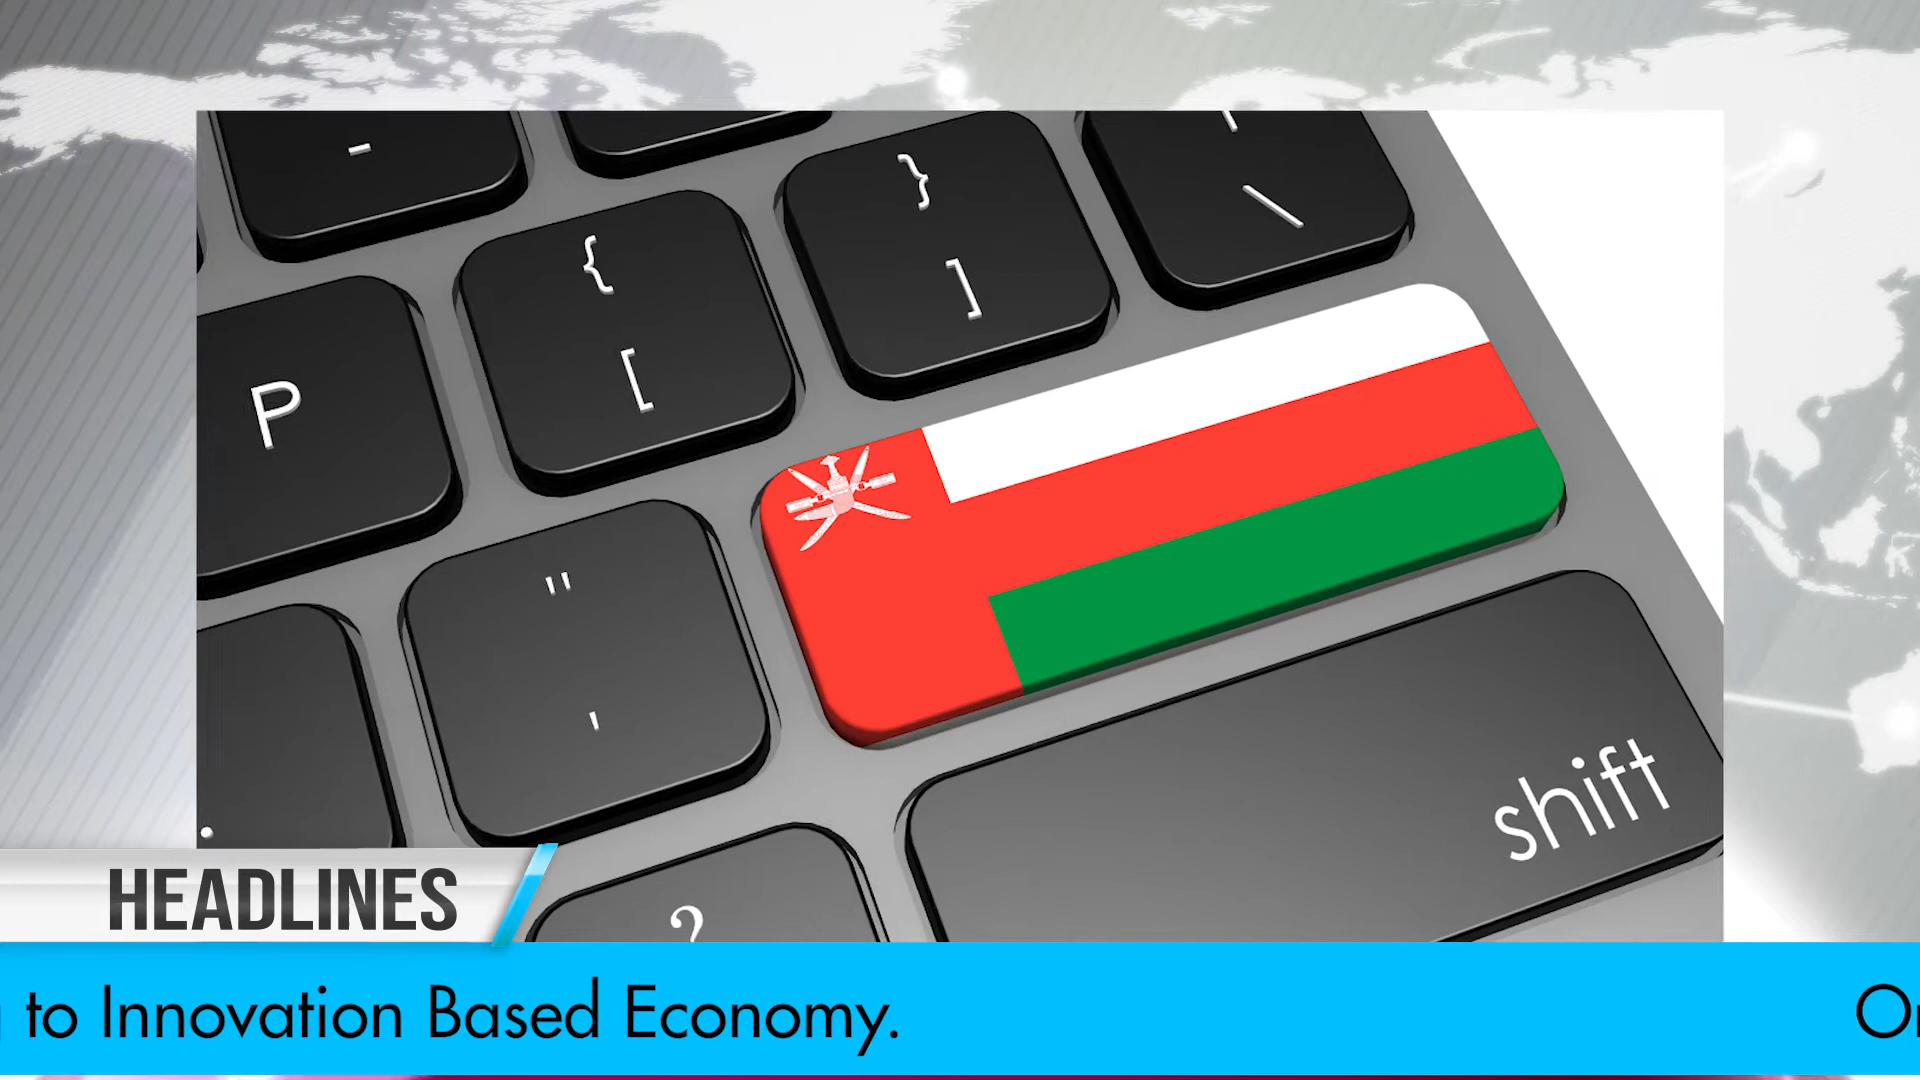 -
}
]
\
{
[
P
"
'
shift
?
HEADLINES
to Innovation Based Economy.